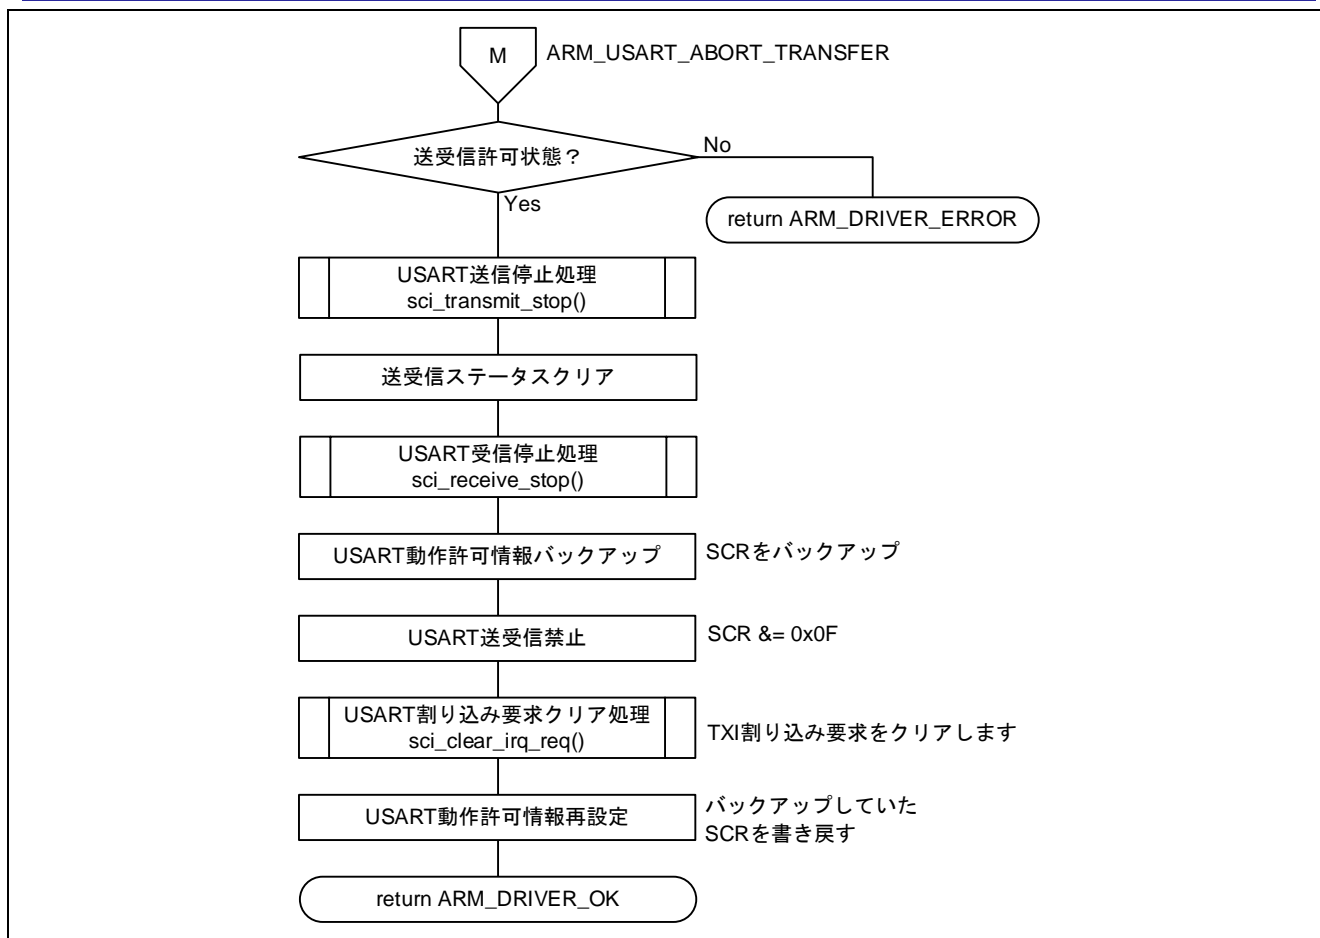 M
ARM_USART_ABORT_TRANSFER
送受信許可状態？
No
Yes
return ARM_DRIVER_ERROR
USART送信停止処理
sci_transmit_stop()
送受信ステータスクリア
USART受信停止処理
sci_receive_stop()
USART動作許可情報バックアップ
SCRをバックアップ
USART送受信禁止
SCR &= 0x0F
USART割り込み要求クリア処理
sci_clear_irq_req()
TXI割り込み要求をクリアします
USART動作許可情報再設定
バックアップしていた
SCRを書き戻す
return ARM_DRIVER_OK